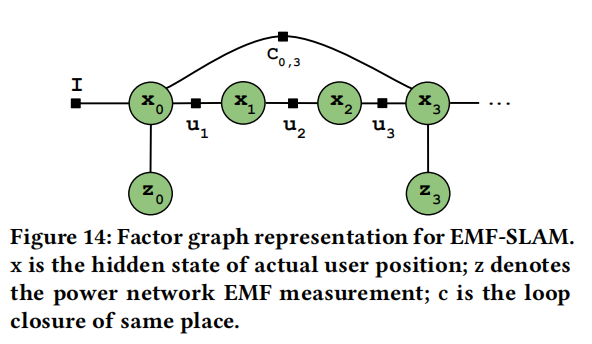 C0,3
I
x0 x1 x2 x3 ...
u1 u2 u3
z0 z3
Figure 14: Factor graph representation for EMF-SLAM.
x is the hidden state of actual user position; z denotes
the power network EMF measurement; c is the loop
closure of same place.